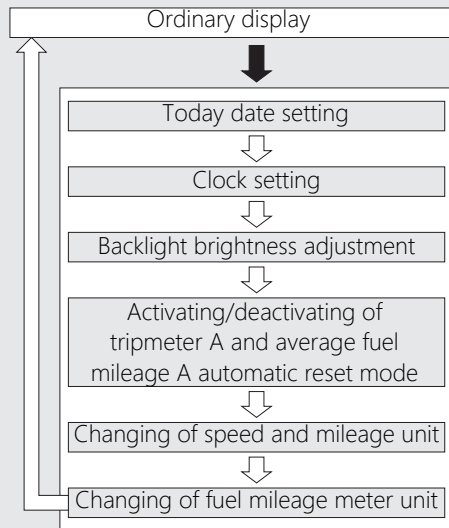 Ordinary display
Today date setting
Clock setting
Backlight brightness adjustment
Activating/deactivating of
tripmeter A and average fuel
mileage A automatic reset mode
Changing of speed and mileage unit
Changing of fuel mileage meter unit